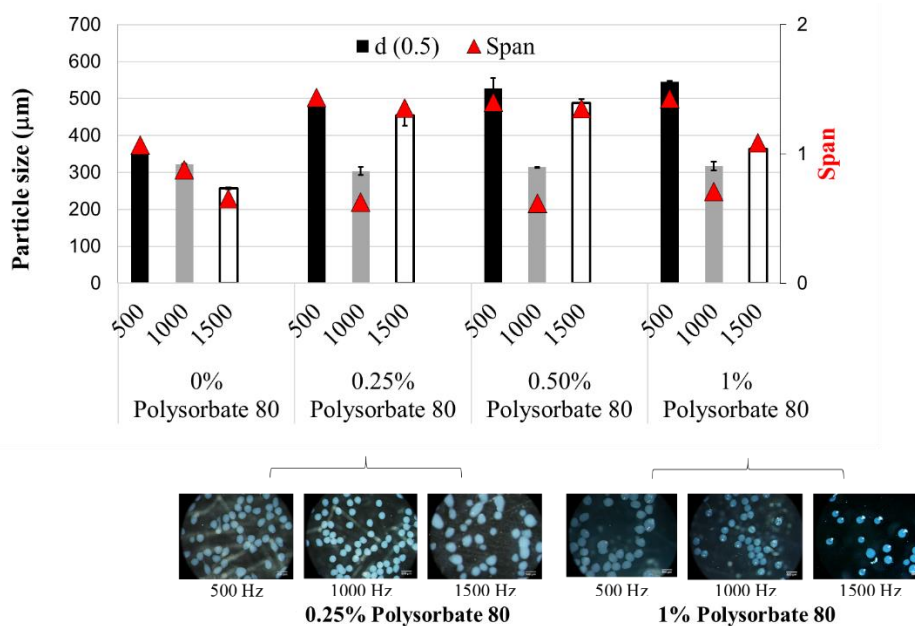 700
600
500
400
300
200
100
0
Particle size (μm)
d (0.5)
Span
2
1
0
Span
500
1000
1500
500
1000
1500
500
1000
1500
500
1000
1500
0%
Polysorbate 80
0.25%
Polysorbate 80
0.50%
Polysorbate 80
1%
Polysorbate 80
500 Hz
1000 Hz
1500 Hz
500 Hz
1000 Hz
1500 Hz
0.25% Polysorbate 80
1% Polysorbate 80